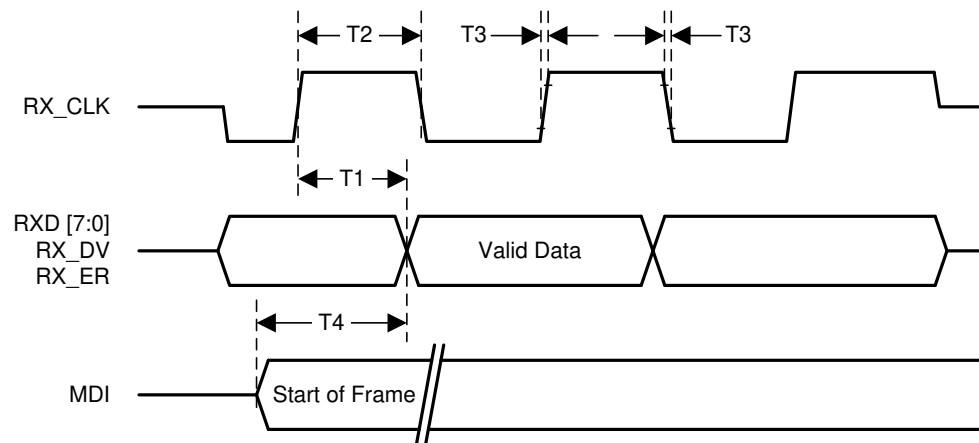 T2
T3
T3
RX_CLK
T1
RXD [7:0]
RX_DV
RX_ER
Valid Data
T4
MDI
Start of Frame